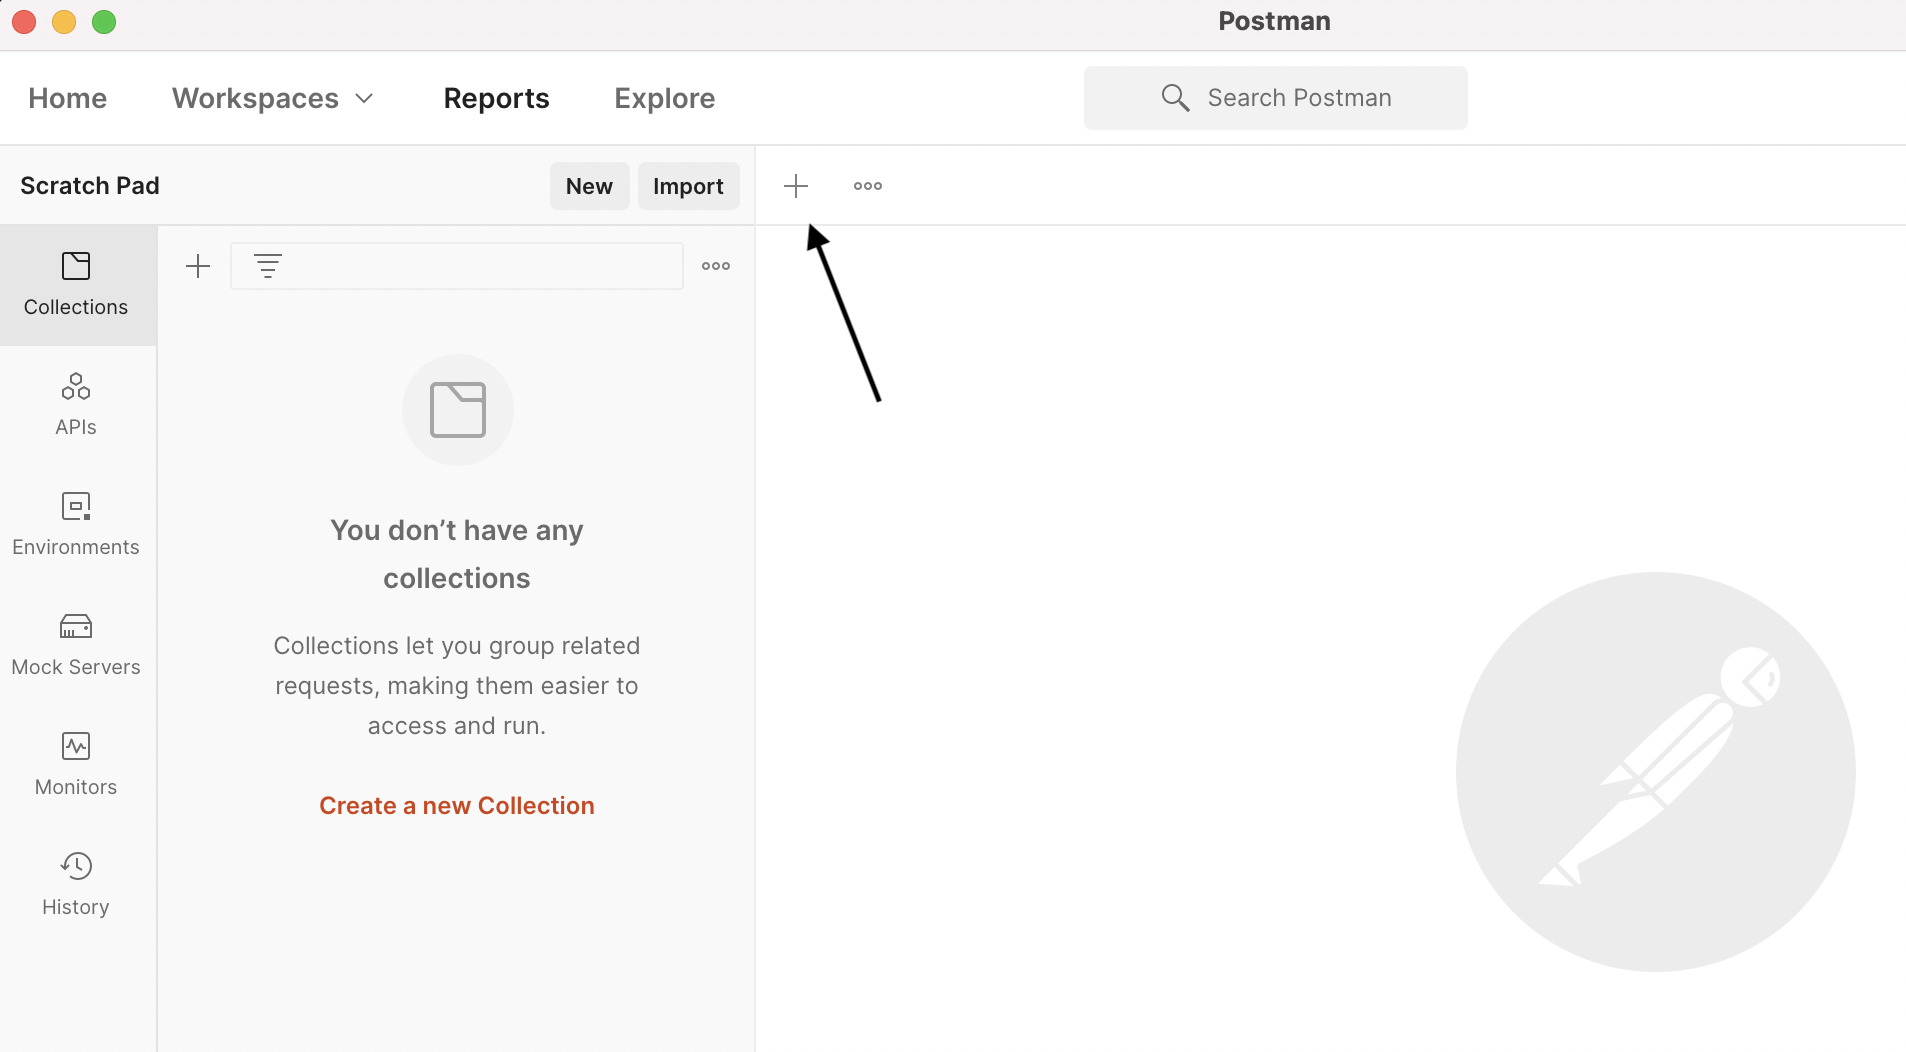 Postman
Home Workspaces Reports Explore Search Postman
Scratch Pad New Import
Collections
APIs
Environments
Mock Servers
Monitors
History
You don’t have any
collections
Collections let you group related
requests, making them easier to
access and run.
Create a new Collection